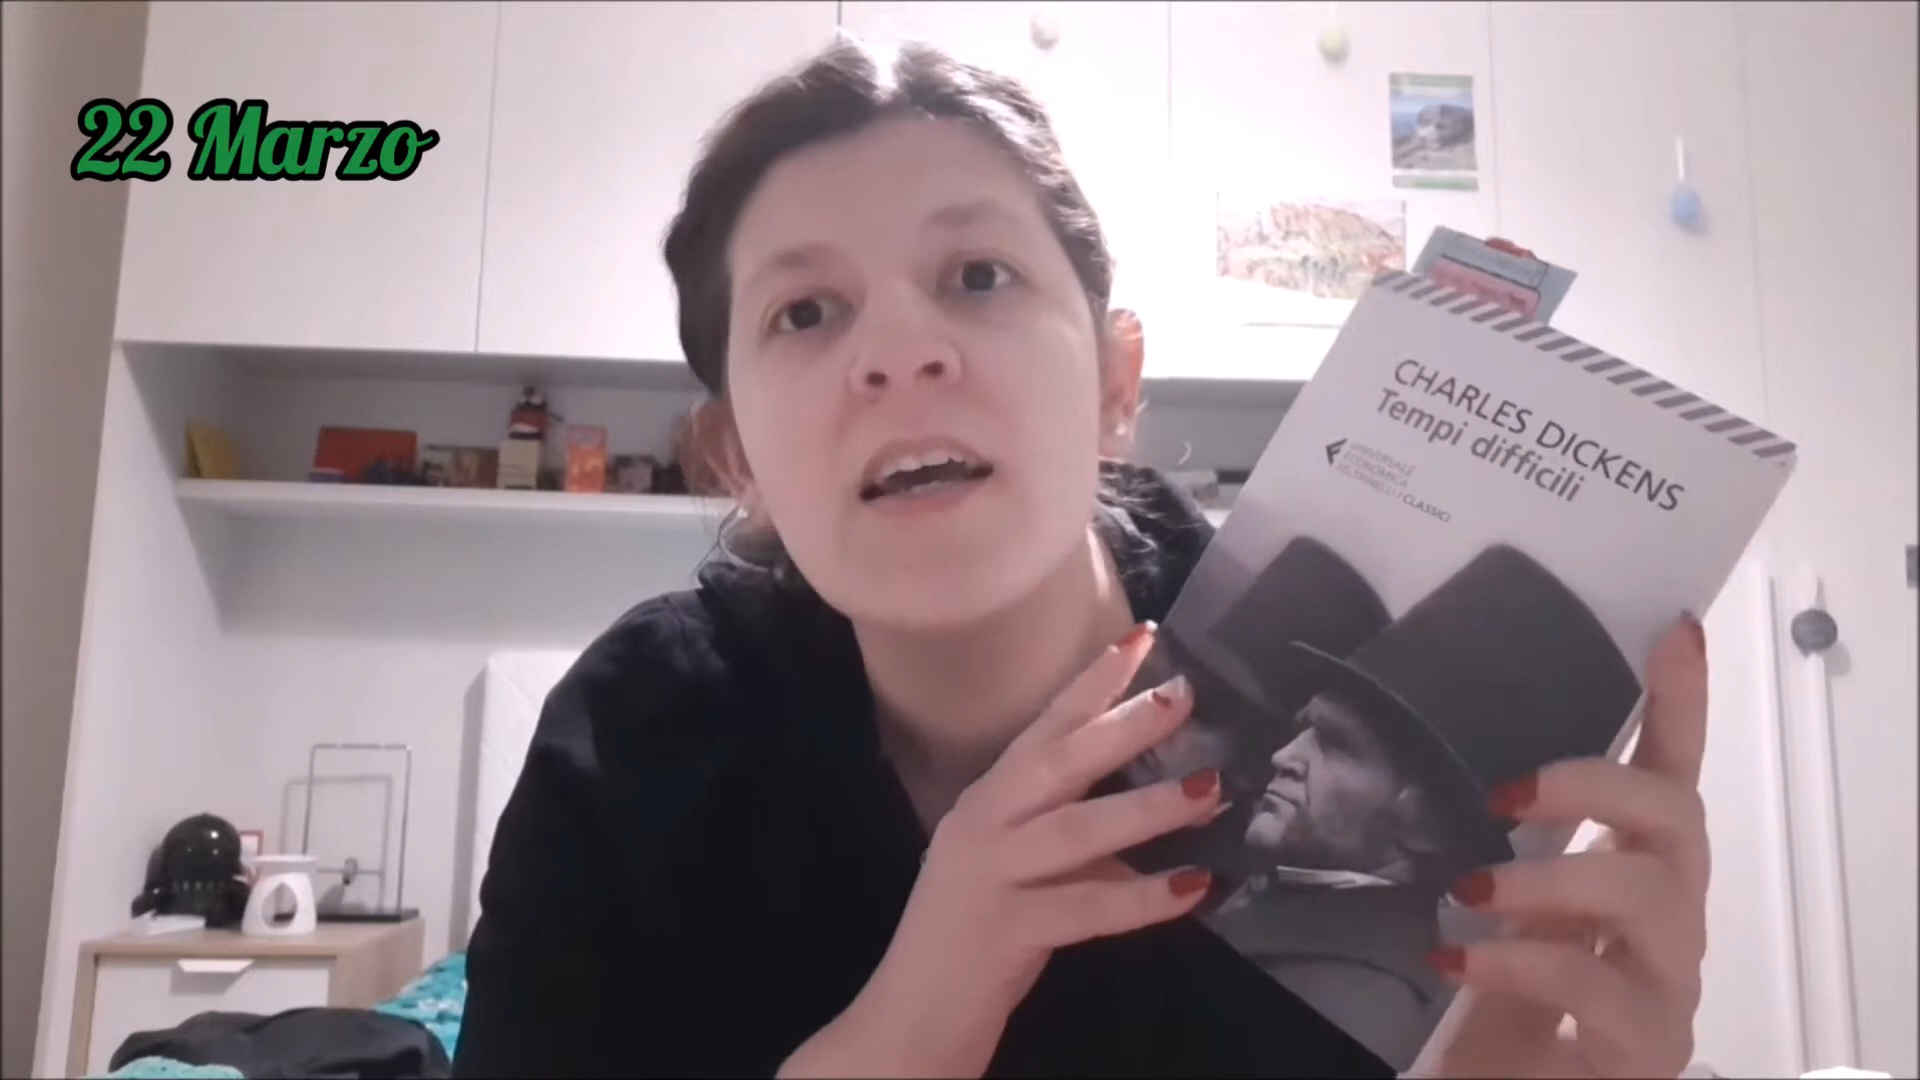 22 Marzo
CHARLES DICKENS
Tempi difficili
UNIVERSALE
ECONOMICA
FELTRINELLI / CLASSICI